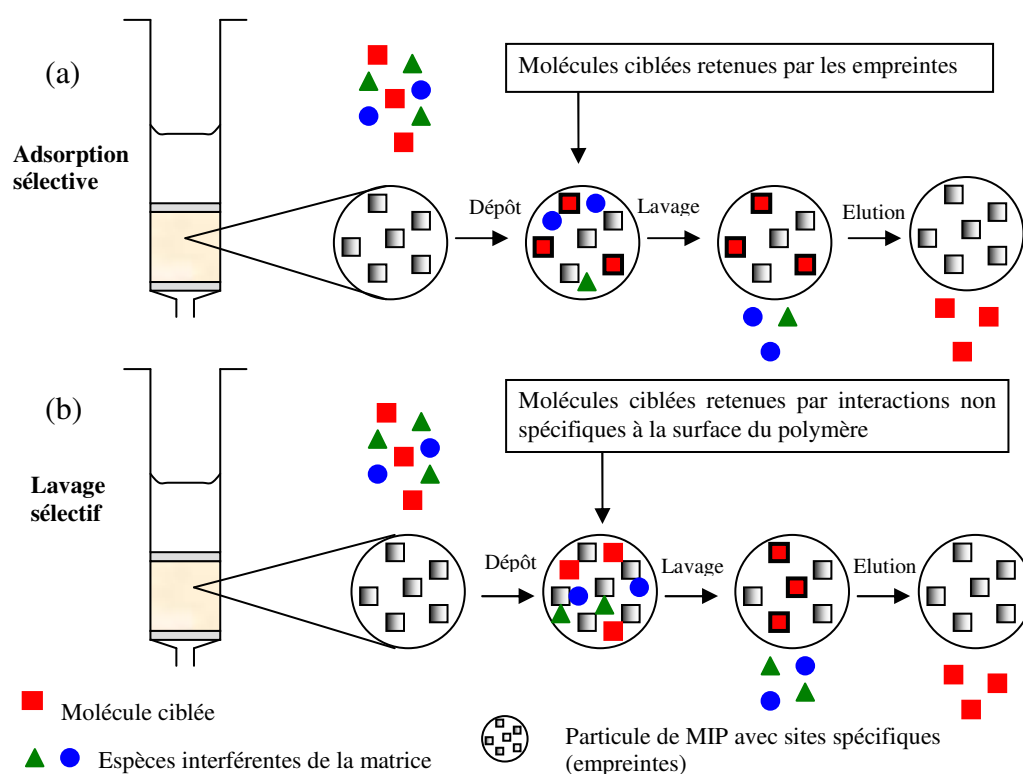 (a)
Adsorption
sélective
Molécules ciblées retenues par les empreintes
Dépôt
Lavage
Elution
(b)
Lavage
sélectif
Molécules ciblées retenues par interactions non
spécifiques à la surface du polymère
Dépôt
Lavage
Elution
Molécule ciblée
Espèces interférentes de la matrice
Particule de MIP avec sites spécifiques
(empreintes)